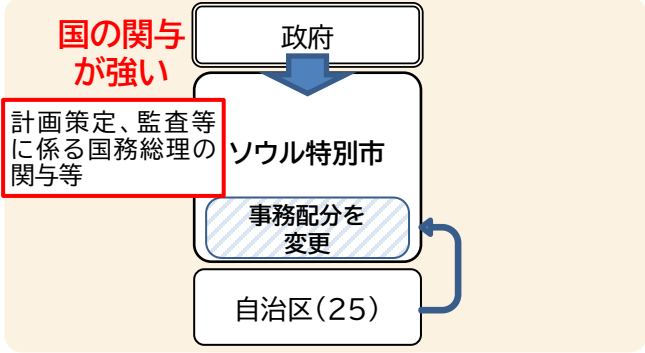 国の関与
が強い
政府
計画策定、監査等
に係る国務総理の
関与等
ソウル特別市
事務配分を
変更
自治区(25)